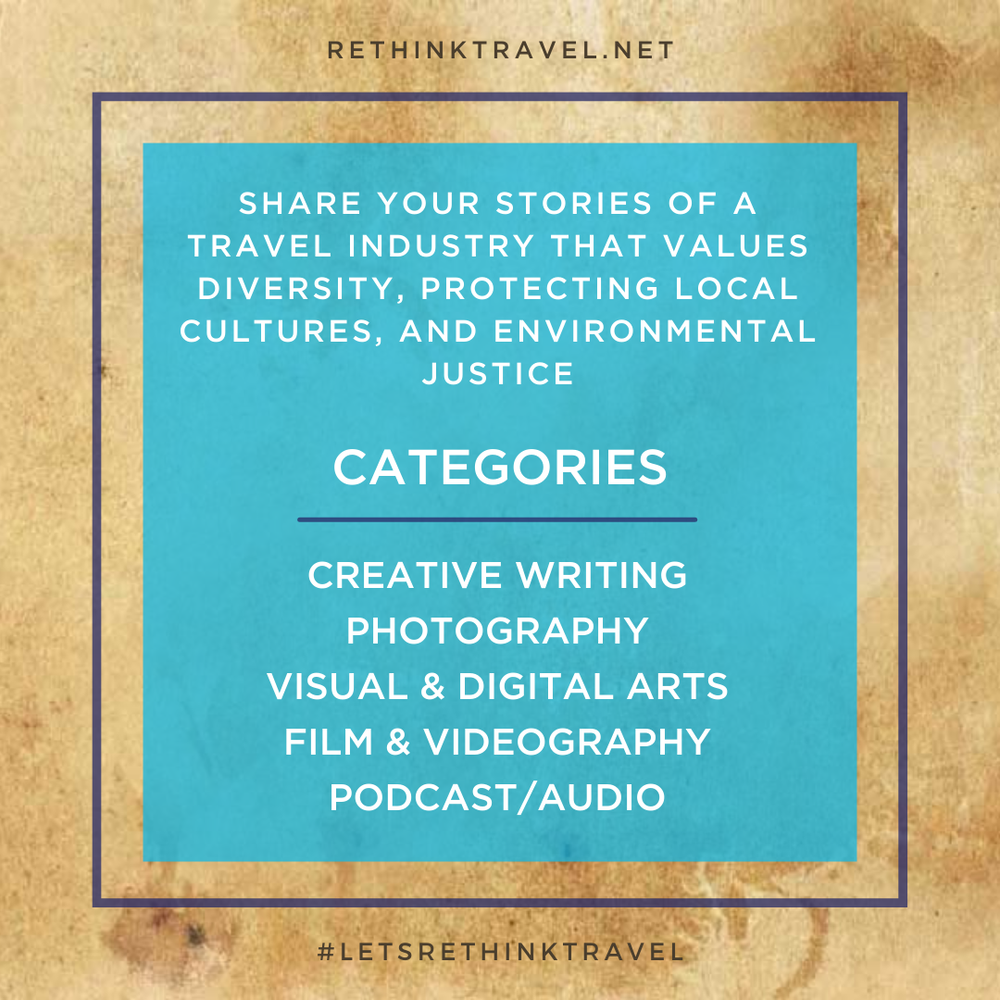 RETHINKTRAVEL.NET
SHARE YOUR STORIES OF A
TRAVEL INDUSTRY THAT VALUES
DIVERSITY, PROTECTING LOCAL
CULTURES, AND ENVIRONMENTAL
JUSTICE
CATEGORIES
CREATIVE WRITING
PHOTOGRAPHY
VISUAL & DIGITAL ARTS
FILM & VIDEOGRAPHY
PODCAST/AUDIO
#LETSRETHINKTRAVEL